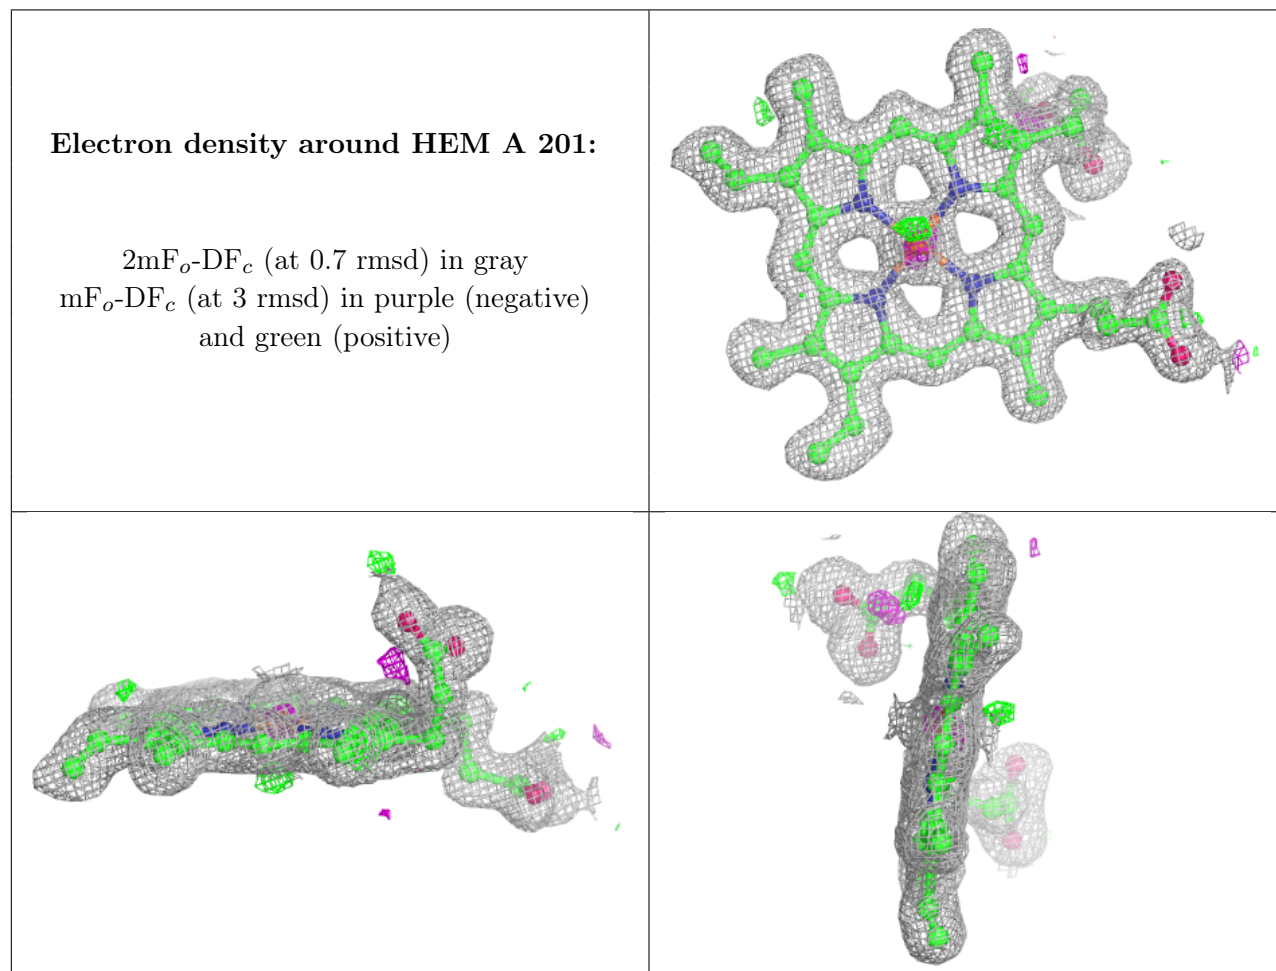 Electron density around HEM A 201:
2mFo-DFc (at 0.7 rmsd) in gray
mFo-DFc (at 3 rmsd) in purple (negative)
and green (positive)